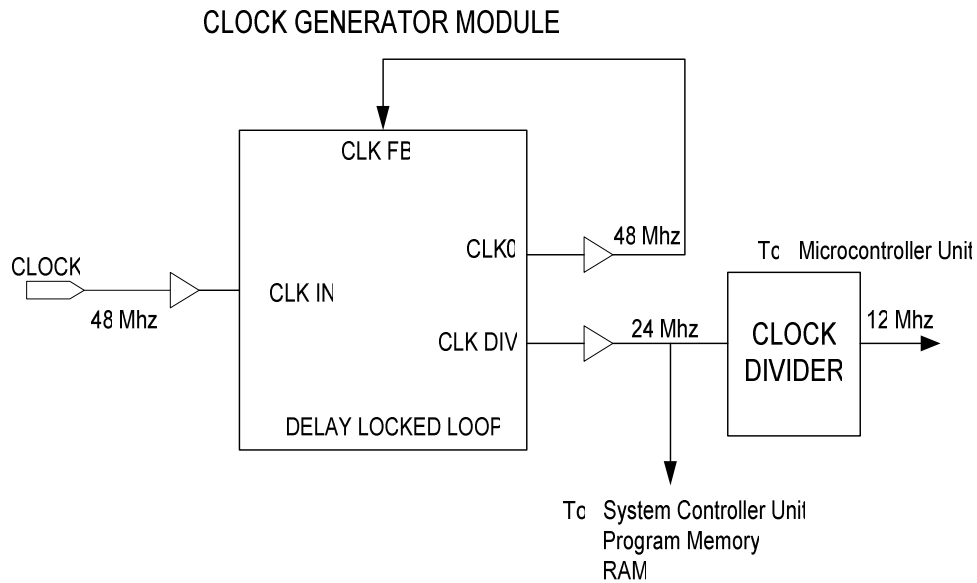 CLOCK GENERATOR MODULE
CLK FB
CLK0
48 Mhz
To Microcontroller Unit
CLOCK
CLK IN
48 Mhz
CLK DIV
24 Mhz
CLOCK
DIVIDER
12 Mhz
DELAY LOCKED LOOP
To System Controller Unit
Program Memory
RAM